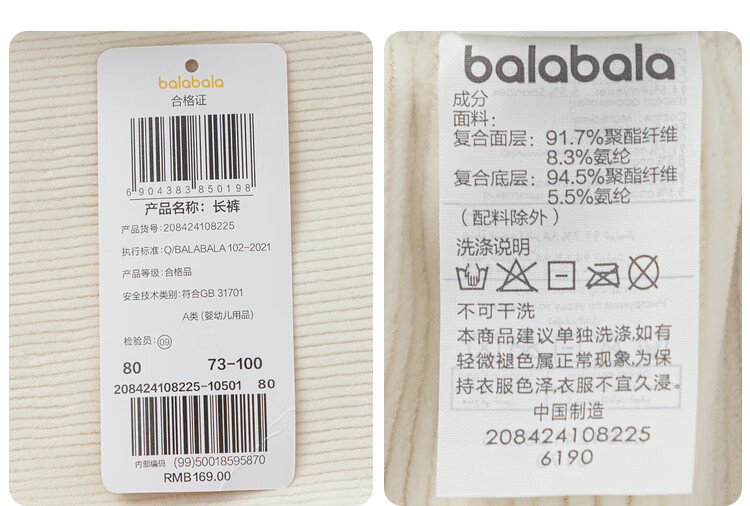 balabala
合格证
6 904383 850198
产品名称：长裤
产品货号：208424108225
执行标准：Q/BALABALA 102-2021
产品等级：合格品
安全技术类别：符合GB 31701
A类（婴幼儿用品）
检验员：09
80 73-100
208424108225-10501 80
内部编码 (99)50018595870
RMB169.00
balabala
成分
面料：
复合面层：91.7%聚酯纤维
8.3%氨纶
复合底层：94.5%聚酯纤维
5.5%氨纶
（配料除外）
洗涤说明
不可干洗
本商品建议单独洗涤,如有
轻微褪色属正常现象,为保
持衣服色泽,衣服不宜久浸。
中国制造
208424108225
6190